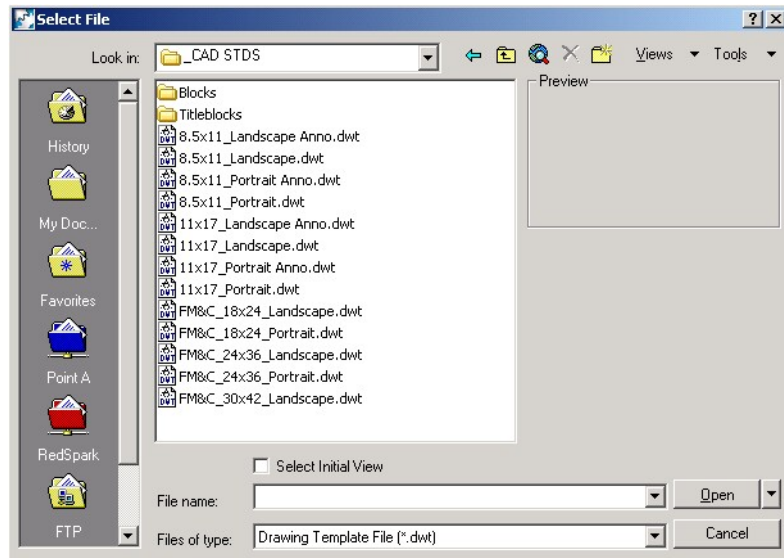 Select File
Look in: _CAD STDS Views Tools
History
My Doc...
Favorites
Point A
RedSpark
FTP
Blocks
Titleblocks
8.5x11_Landscape Anno.dwt
8.5x11_Landscape.dwt
8.5x11_Portrait Anno.dwt
8.5x11_Portrait.dwt
11x17_Landscape Anno.dwt
11x17_Landscape.dwt
11x17_Portrait Anno.dwt
11x17_Portrait.dwt
FM&C_18x24_Landscape.dwt
FM&C_18x24_Portrait.dwt
FM&C_24x36_Landscape.dwt
FM&C_24x36_Portrait.dwt
FM&C_30x42_Landscape.dwt
Preview
Select Initial View
File name: Open
Files of type: Drawing Template File (*.dwt) Cancel